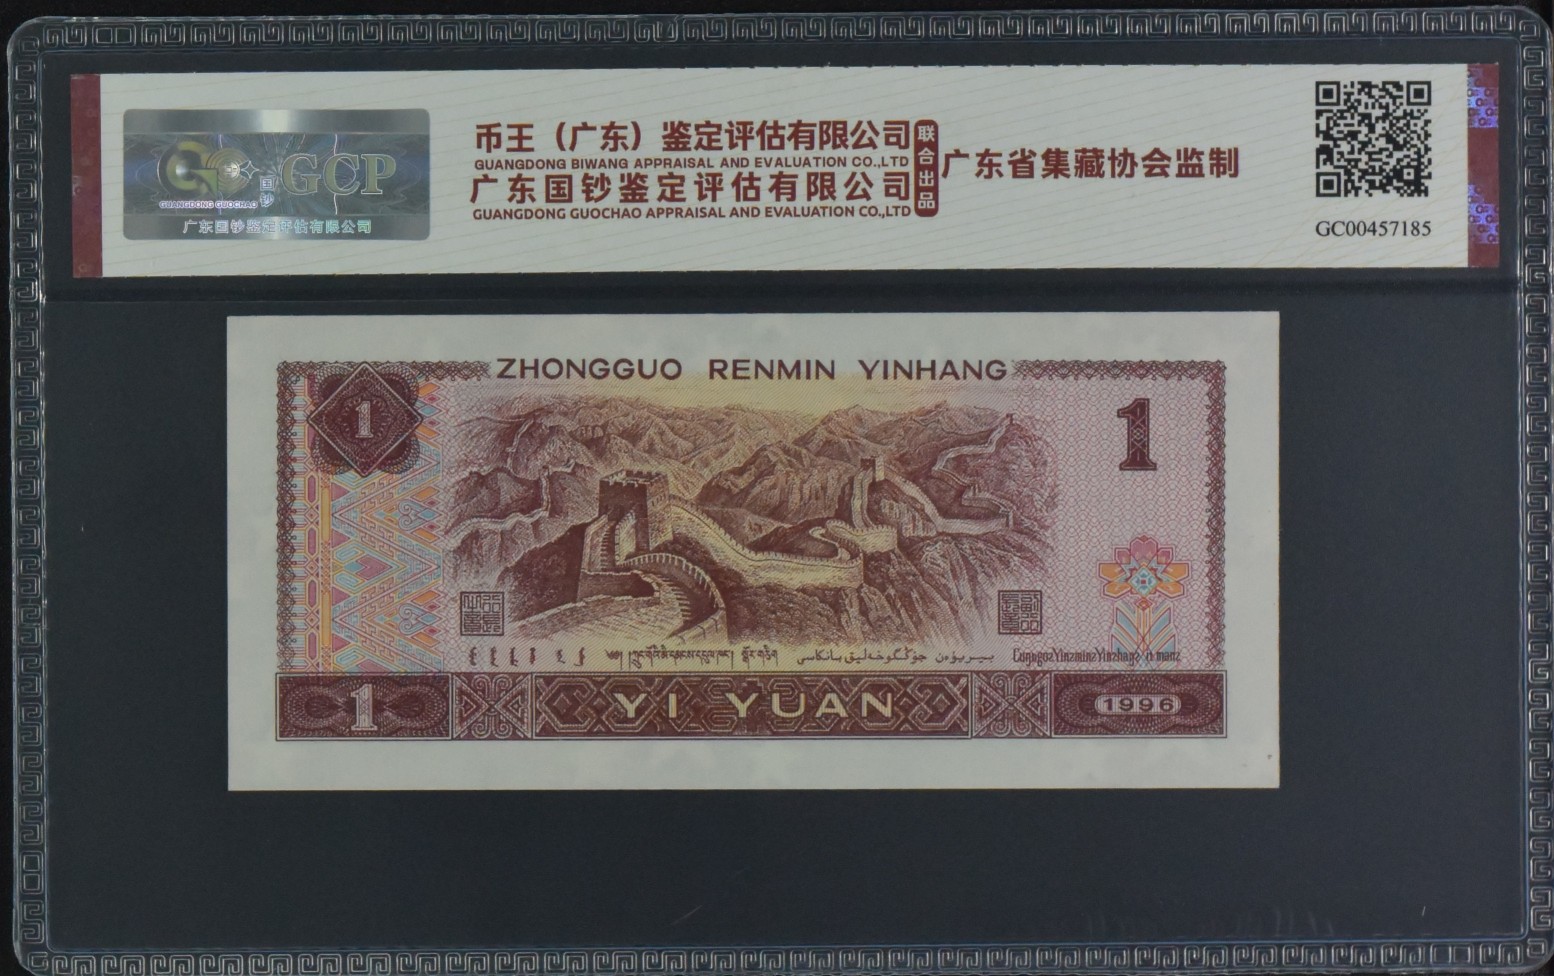 GCP
国钞
GUANGDONG GUOCHAO
广东国钞鉴定评估有限公司
币王（广东）鉴定评估有限公司
GUANGDONG BIWANG APPRAISAL AND EVALUATION CO.,LTD
广东国钞鉴定评估有限公司
GUANGDONG GUOCHAO APPRAISAL AND EVALUATION CO.,LTD
联合出品
广东省集藏协会监制
GC00457185
ZHONGGUO RENMIN YINHANG
1
1
1
YI YUAN
1996